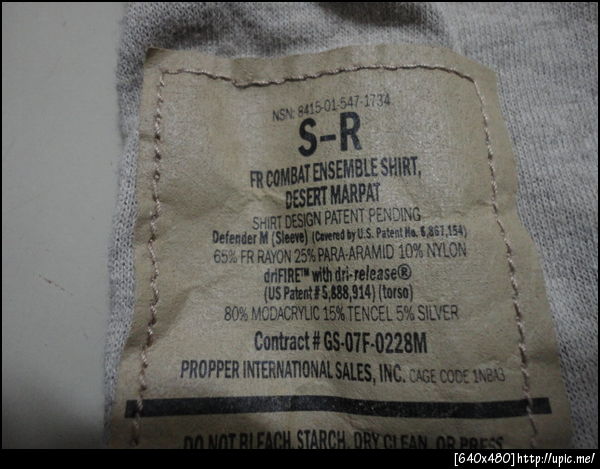 NSN: 8415-01-547-1734
S-R
FR COMBAT ENSEMBLE SHIRT,
DESERT MARPAT
SHIRT DESIGN PATENT PENDING
Defender M (Sleeve) (Covered by U.S. Patent No. 6,867,154)
65% FR RAYON 25% PARA-ARAMID 10% NYLON
driFIRE™ with dri-release®
(US Patent # 5,888,914) (torso)
80% MODACRYLIC 15% TENCEL 5% SILVER
Contract # GS-07F-0228M
PROPPER INTERNATIONAL SALES, INC. CAGE CODE 1NBA3
DO NOT BLEACH, STARCH, DRY CLEAN, OR PRESS
[640x480]http://upic.me/